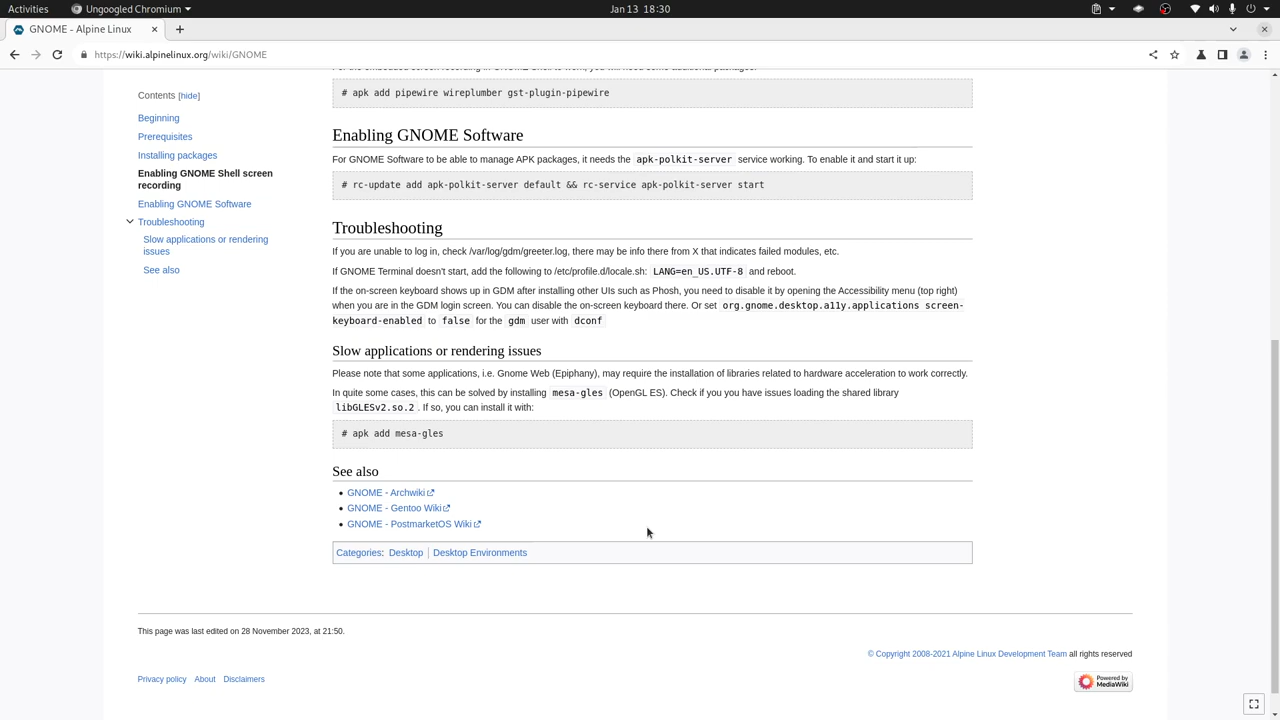 Activities
Ungoogled Chromium
Jan 13 18:30
GNOME - Alpine Linux
https://wiki.alpinelinux.org/wiki/GNOME
Contents [hide]
Beginning
Prerequisites
Installing packages
Enabling GNOME Shell screen
recording
Enabling GNOME Software
Troubleshooting
Slow applications or rendering
issues
See also
# apk add pipewire wireplumber gst-plugin-pipewire
Enabling GNOME Software
For GNOME Software to be able to manage APK packages, it needs the apk-polkit-server service working. To enable it and start it up:
# rc-update add apk-polkit-server default && rc-service apk-polkit-server start
Troubleshooting
If you are unable to log in, check /var/log/gdm/greeter.log, there may be info there from X that indicates failed modules, etc.
If GNOME Terminal doesn't start, add the following to /etc/profile.d/locale.sh: LANG=en_US.UTF-8 and reboot.
If the on-screen keyboard shows up in GDM after installing other UIs such as Phosh, you need to disable it by opening the Accessibility menu (top right)
when you are in the GDM login screen. You can disable the on-screen keyboard there. Or set org.gnome.desktop.a11y.applications screen-
keyboard-enabled to false for the gdm user with dconf
Slow applications or rendering issues
Please note that some applications, i.e. Gnome Web (Epiphany), may require the installation of libraries related to hardware acceleration to work correctly.
In quite some cases, this can be solved by installing mesa-gles (OpenGL ES). Check if you you have issues loading the shared library
libGLESv2.so.2 . If so, you can install it with:
# apk add mesa-gles
See also
GNOME - Archwiki
GNOME - Gentoo Wiki
GNOME - PostmarketOS Wiki
Categories: Desktop | Desktop Environments
This page was last edited on 28 November 2023, at 21:50.
© Copyright 2008-2021 Alpine Linux Development Team all rights reserved
Privacy policy About Disclaimers
Powered by
MediaWiki